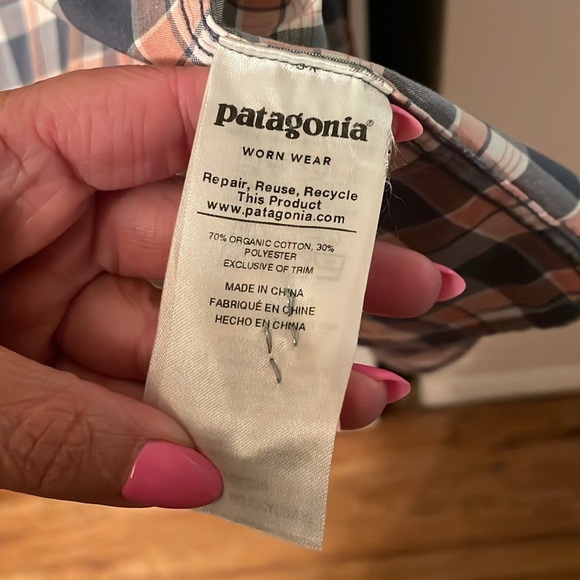 patagonia®
WORN WEAR
Repair, Reuse, Recycle
This Product
www.patagonia.com
70% ORGANIC COTTON, 30%
POLYESTER
EXCLUSIVE OF TRIM
MADE IN CHINA
FABRIQUÉ EN CHINE
HECHO EN CHINA